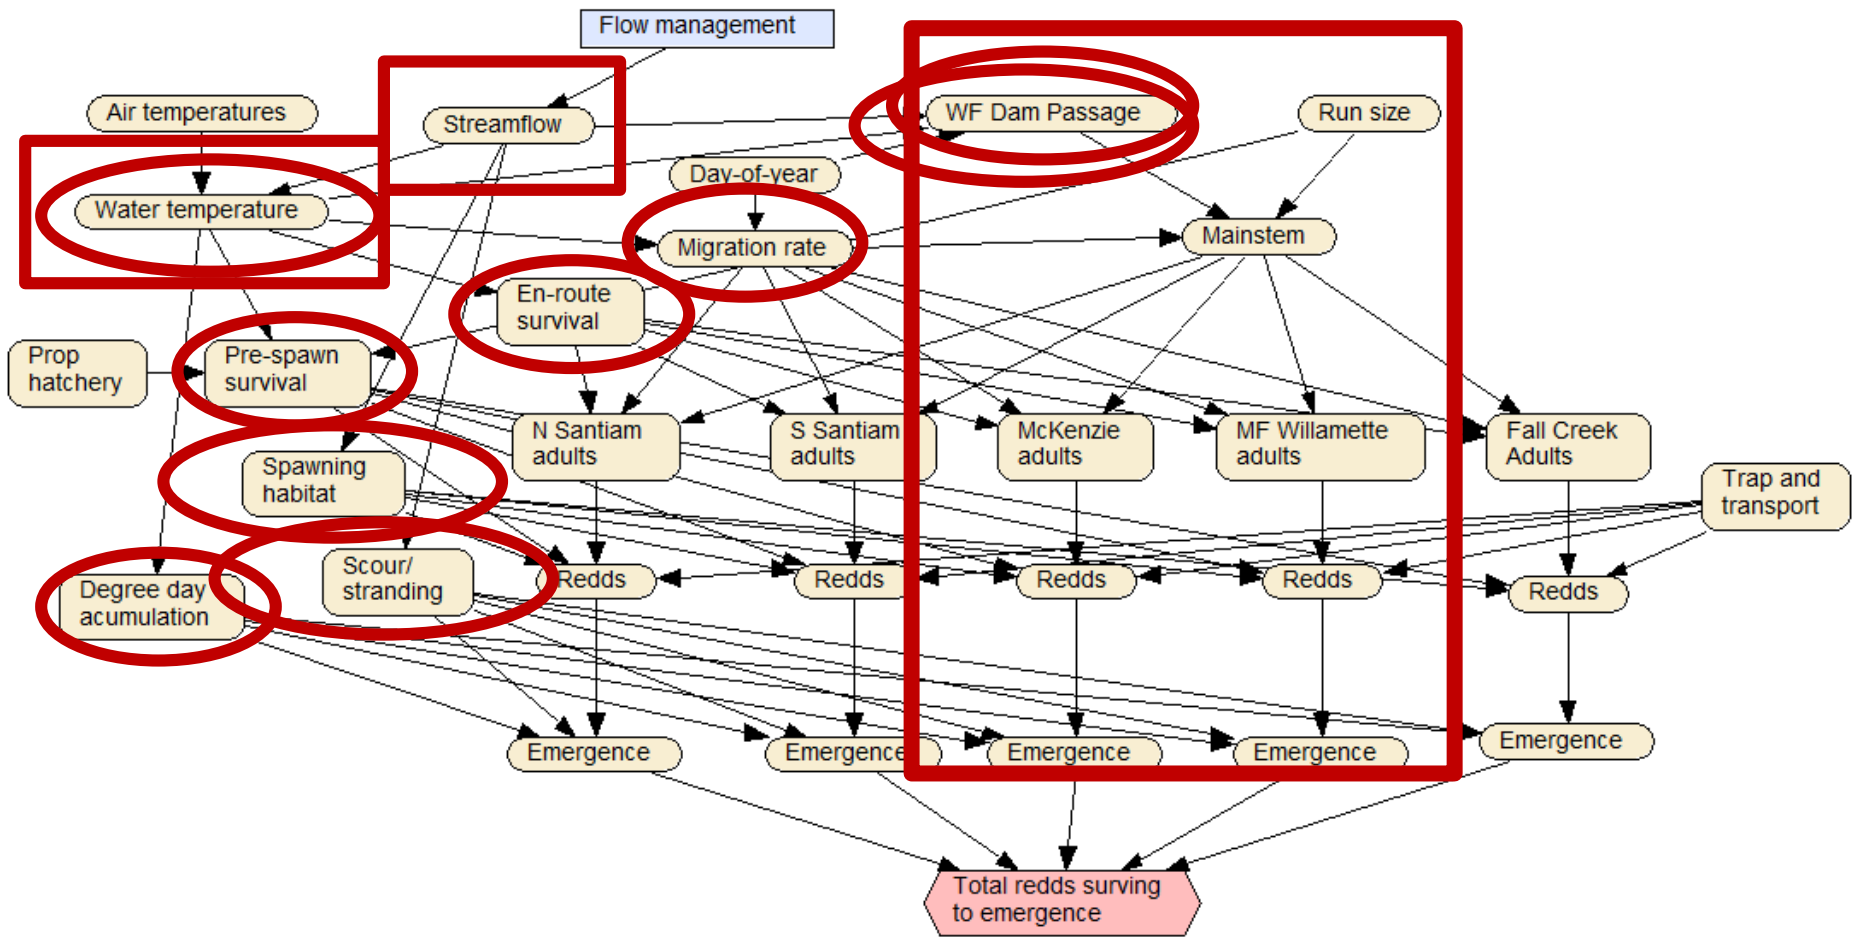 Flow management
Air temperatures
Streamflow
WF Dam Passage
Run size
Day-of-year
Water temperature
Migration rate
Mainstem
En-route
survival
Prop
hatchery
Pre-spawn
survival
N Santiam
adults
S Santiam
adults
McKenzie
adults
MF Willamette
adults
Fall Creek
Adults
Spawning
habitat
Trap and
transport
Scour/
stranding
Degree day
acumulation
Redds
Redds
Redds
Redds
Redds
Emergence
Emergence
Emergence
Emergence
Emergence
Total redds surving
to emergence